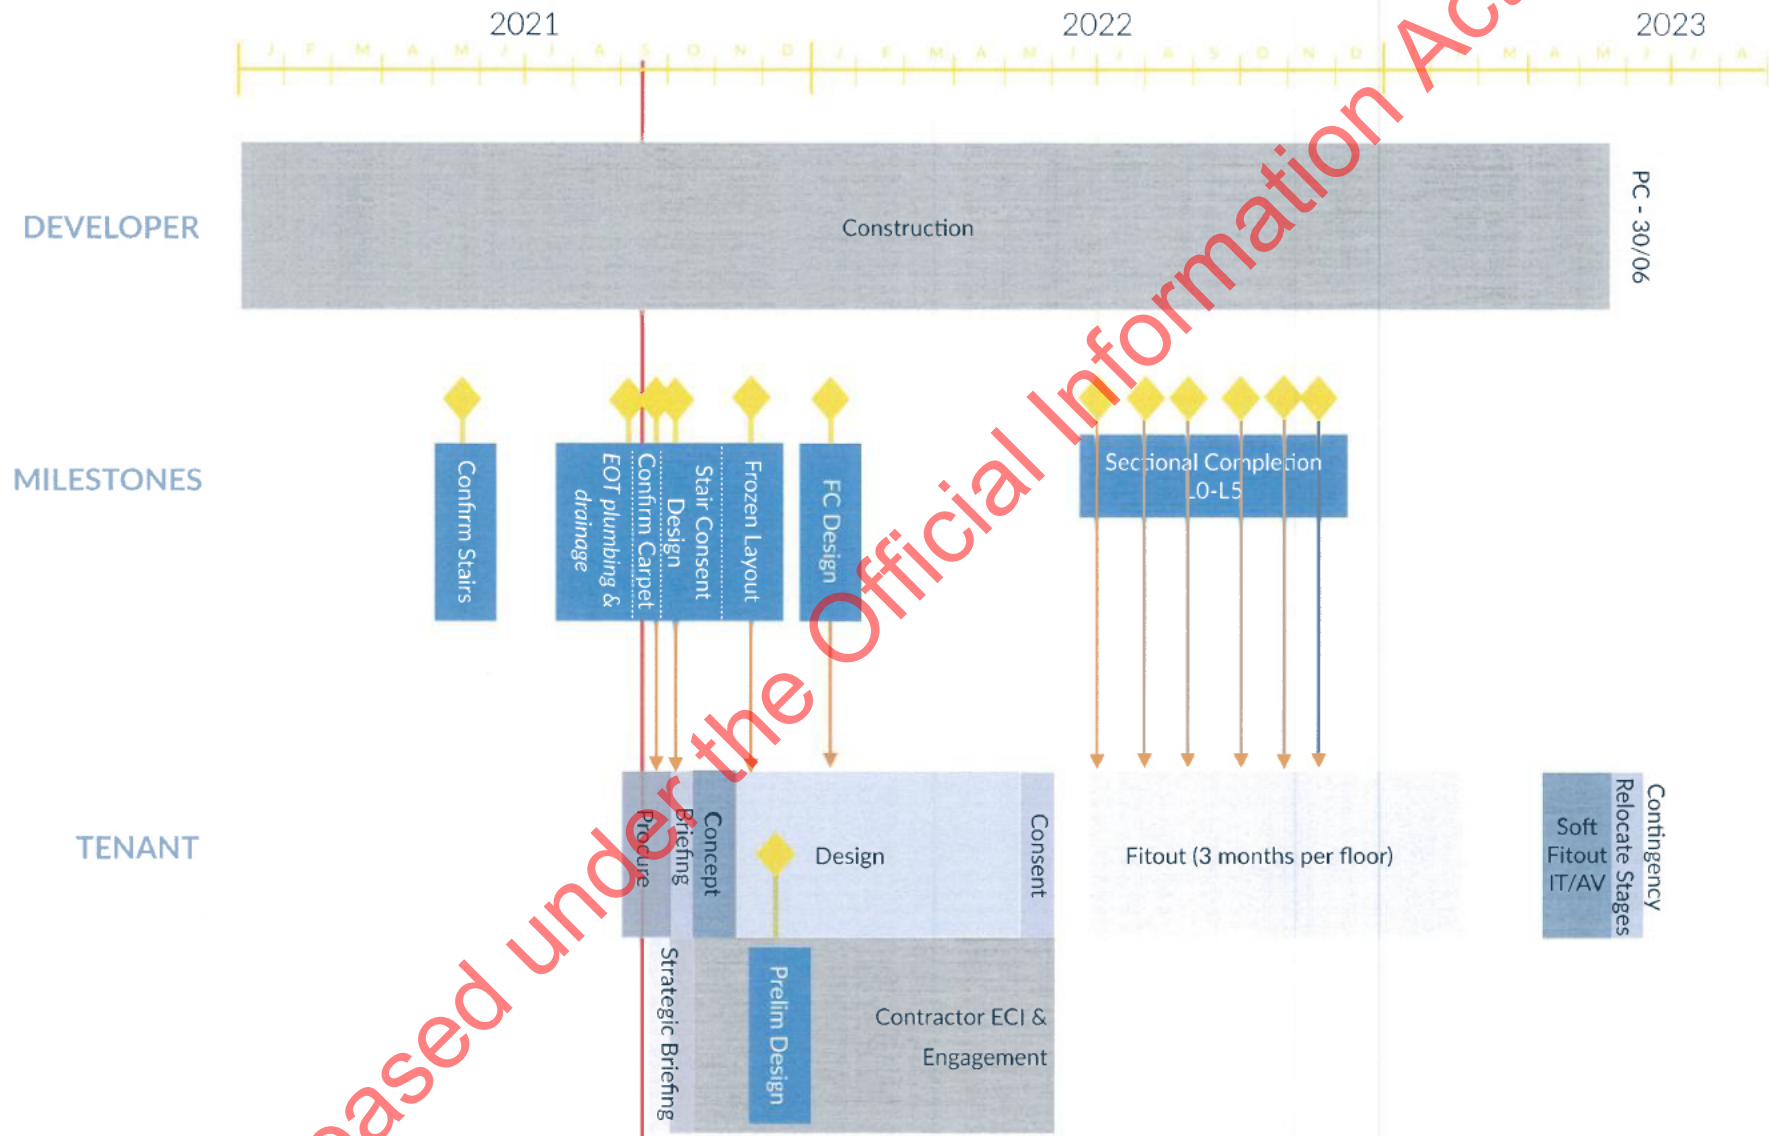 2021 2022 2023
J F M A M J J A S O N D J F M A M J J A S O N D M A M J J A
DEVELOPER
Construction
PC - 30/06
MILESTONES
Confirm Stairs
EOT plumbing &
drainage
Confirm Carpet
Stair Consent
Design
Frozen Layout
FC Design
Sectional Completion
L0-L5
TENANT
Procure
Briefing
Concept
Design
Consent
Fitout (3 months per floor)
Soft
Fitout
IT/AV
Relocate Stages
Contingency
Strategic Briefing
Prelim Design
Contractor ECI &
Engagement
eased under the Official Information Act